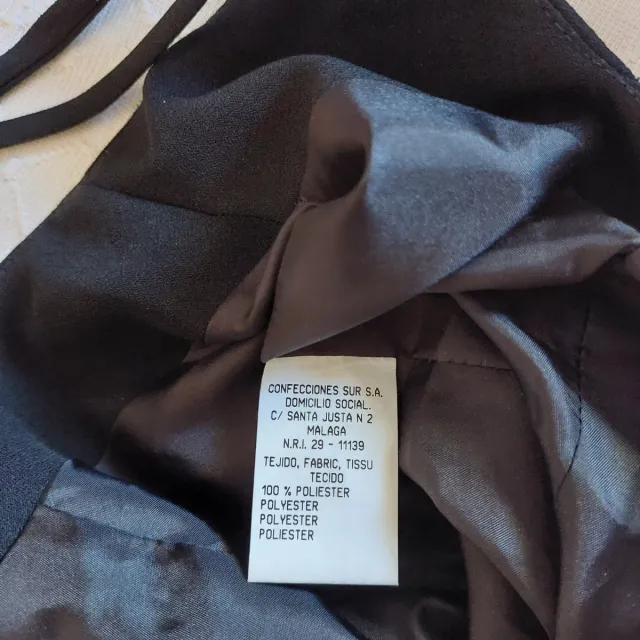 CONFECCIONES SUR S.A.
DOMICILIO SOCIAL.
C/ SANTA JUSTA N 2
MALAGA
N.R.I. 29 - 11139
TEJIDO, FABRIC, TISSU
TECIDO
100 % POLIESTER
POLYESTER
POLYESTER
POLIESTER